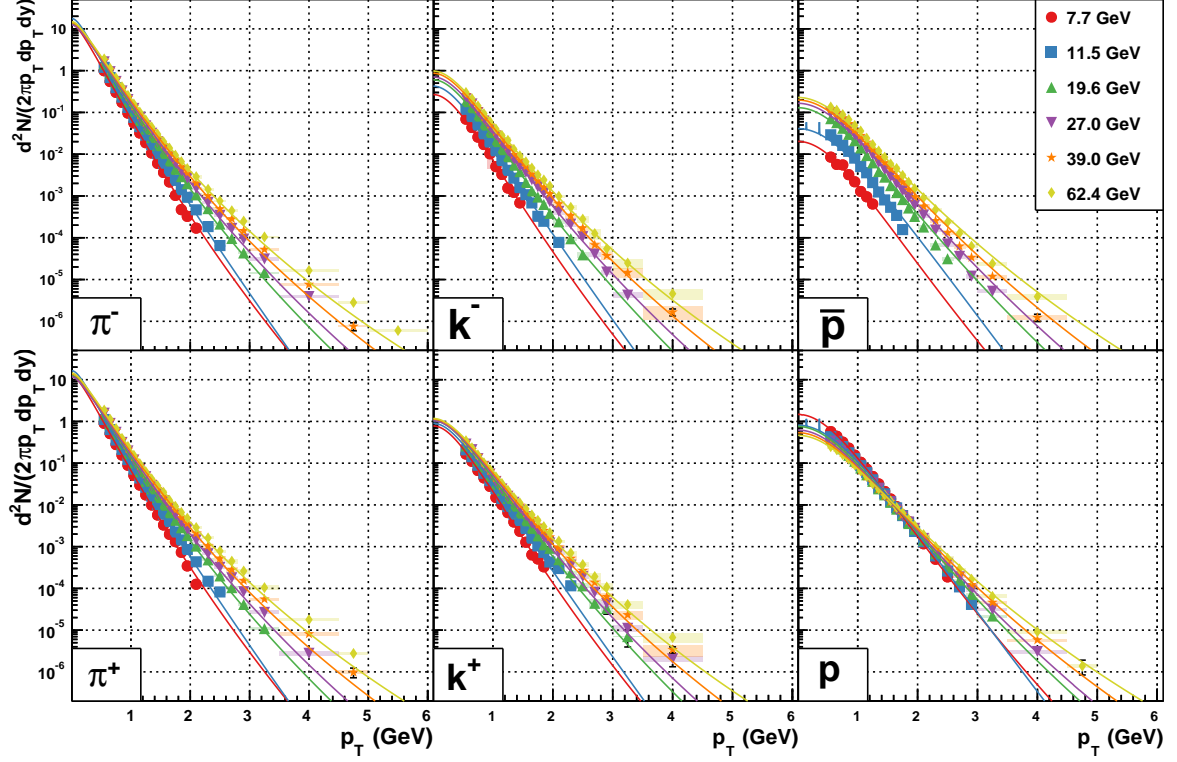 d²N/(2πp_T dp_T dy)
10
1
10⁻¹
10⁻²
10⁻³
10⁻⁴
10⁻⁵
10⁻⁶
π⁻
k⁻
p̅
7.7 GeV
11.5 GeV
19.6 GeV
27.0 GeV
39.0 GeV
62.4 GeV
d²N/(2πp_T dp_T dy)
10
1
10⁻¹
10⁻²
10⁻³
10⁻⁴
10⁻⁵
10⁻⁶
π⁺
k⁺
p
1 2 3 4 5 6
1 2 3 4 5 6
1 2 3 4 5 6
p_T (GeV)
p_T (GeV)
p_T (GeV)